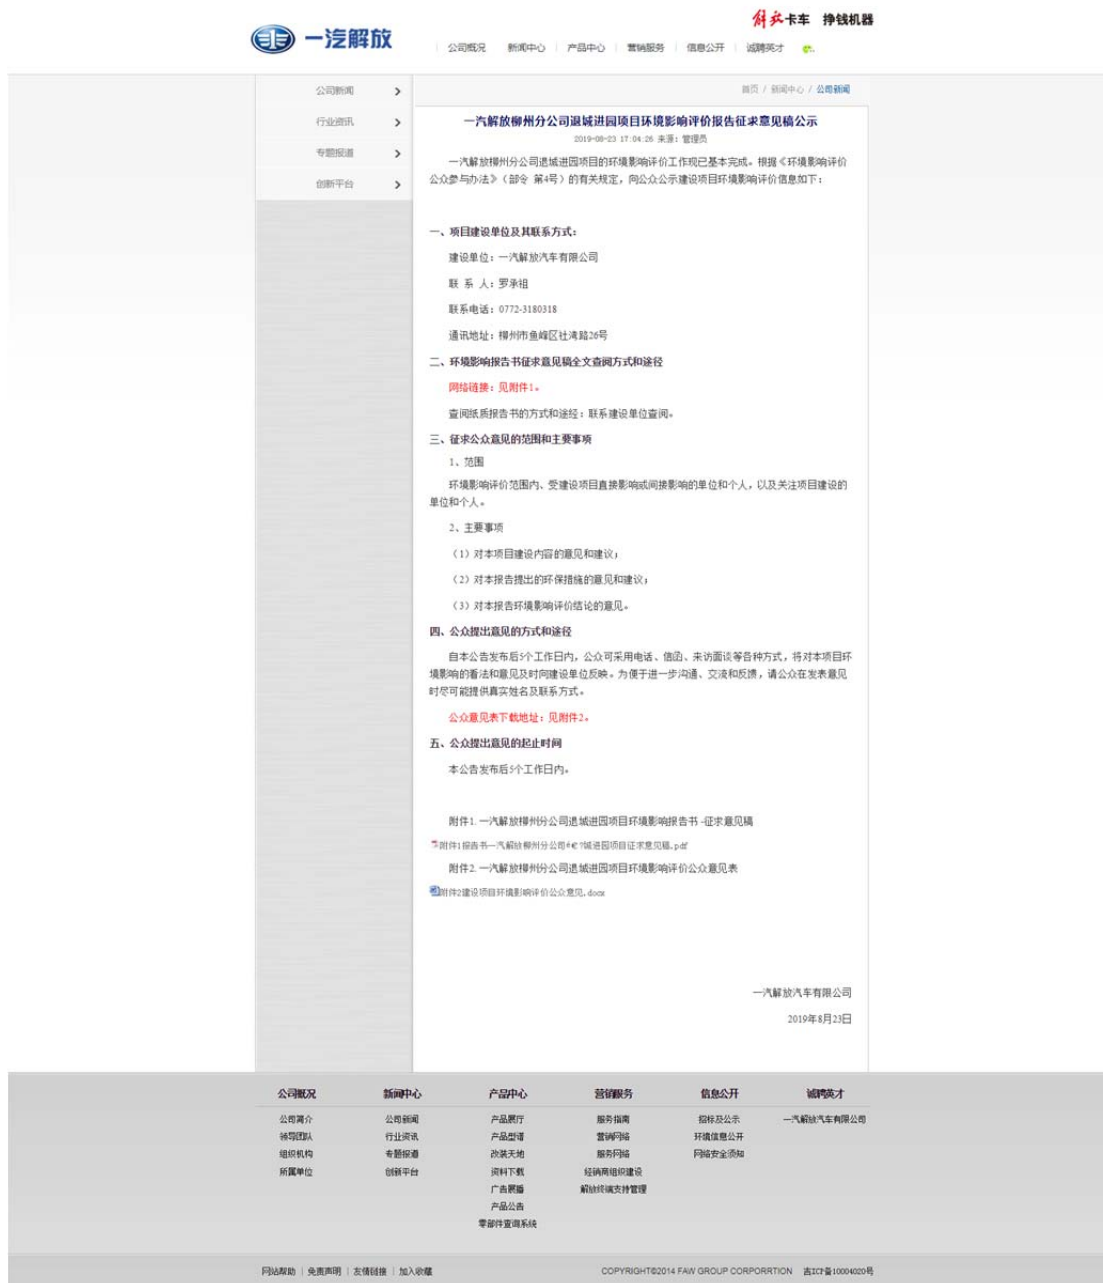 解放卡车 挣钱机器
一汽解放
公司概况 新闻中心 产品中心 营销服务 信息公开 诚聘英才
公司新闻
行业资讯
专题报道
创新平台
首页 / 新闻中心 / 公司新闻
一汽解放柳州分公司退城进园项目环境影响评价报告征求意见稿公示
2019-08-23 17:04:26 来源：管理员
一汽解放柳州分公司退城进园项目的环境影响评价工作现已基本完成。根据《环境影响评价
公众参与办法》（部令 第4号）的有关规定，向公众公示建设项目环境影响评价信息如下：
一、项目建设单位及其联系方式：
建设单位：一汽解放汽车有限公司
联 系 人：罗承祖
联系电话：0772-3180318
通讯地址：柳州市鱼峰区社湾路26号
二、环境影响报告书征求意见稿全文查阅方式和途径
网络链接：见附件1。
查阅纸质报告书的方式和途径：联系建设单位查阅。
三、征求公众意见的范围和主要事项
1、范围
环境影响评价范围内、受建设项目直接影响或间接影响的单位和个人，以及关注项目建设的
单位和个人。
2、主要事项
（1）对本项目建设内容的意见和建议；
（2）对本报告提出的环保措施的意见和建议；
（3）对本报告环境影响评价结论的意见。
四、公众提出意见的方式和途径
自本公告发布后5个工作日内，公众可采用电话、信函、来访面谈等各种方式，将对本项目环
境影响的看法和意见及时向建设单位反映。为便于进一步沟通、交流和反馈，请公众在发表意见
时尽可能提供真实姓名及联系方式。
公众意见表下载地址：见附件2。
五、公众提出意见的起止时间
本公告发布后5个工作日内。
附件1. 一汽解放柳州分公司退城进园项目环境影响报告书 -征求意见稿
附件1报告书一汽解放柳州分公司é€?城进园项目征求意见稿.pdf
附件2. 一汽解放柳州分公司退城进园项目环境影响评价公众意见表
附件2建设项目环境影响评价公众意见.docx
一汽解放汽车有限公司
2019年8月23日
公司概况 新闻中心 产品中心 营销服务 信息公开 诚聘英才
公司简介 公司新闻 产品展厅 服务指南 招标及公示 一汽解放汽车有限公司
领导团队 行业资讯 产品型谱 营销网络 环境信息公开
组织机构 专题报道 改装天地 服务网络 网络安全须知
所属单位 创新平台 资料下载 经销商组织建设
广告展播 解放终端支持管理
产品公告
零部件查询系统
网站帮助 | 免责声明 | 友情链接 | 加入收藏 COPYRIGHT©2014 FAW GROUP CORPORRTION 吉ICP备10004020号